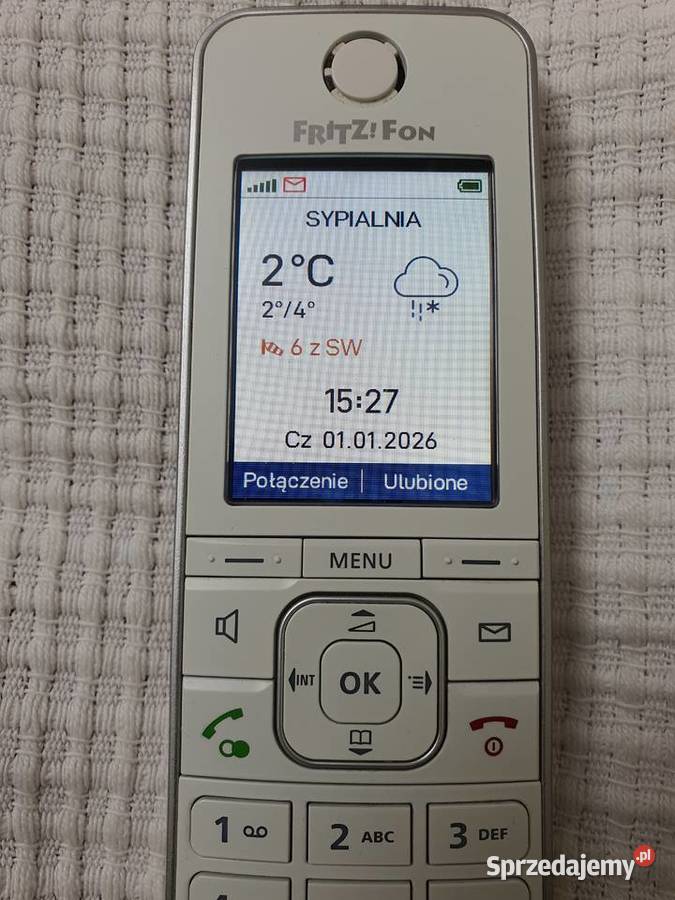 FRITZ! FON
SYPIALNIA
2°C
2°/4°
6 z SW
15:27
Cz 01.01.2026
Połączenie | Ulubione
MENU
INT
OK
1
2 ABC
3 DEF
Sprzedajemy.pl